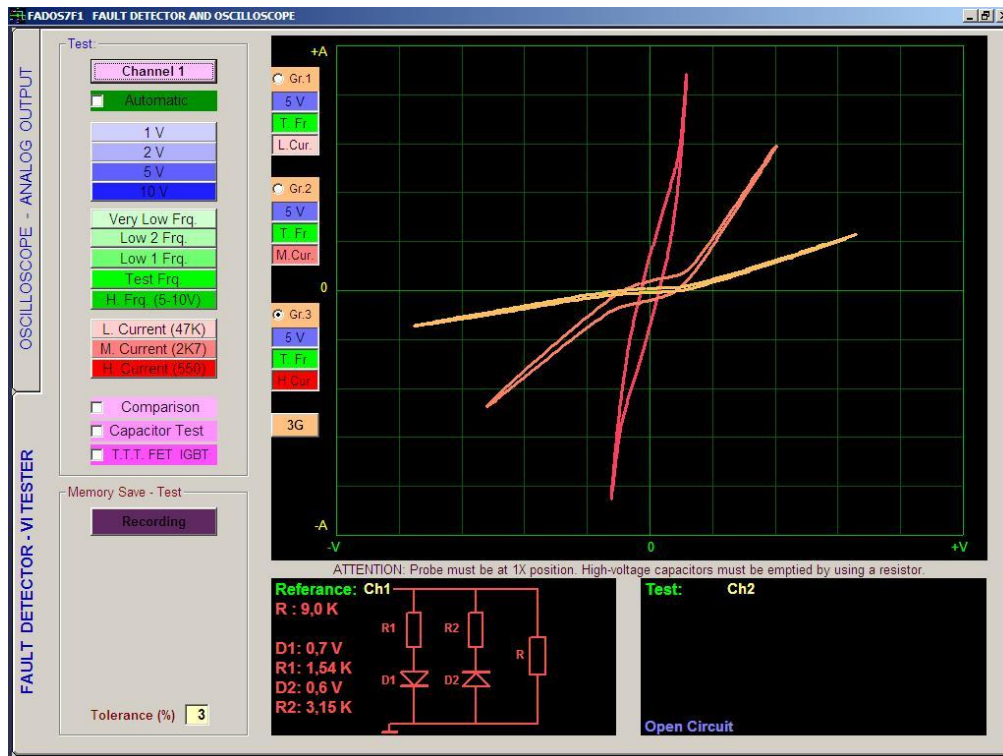 FADOS7F1 FAULT DETECTOR AND OSCILLOSCOPE
OSCILLOSCOPE - ANALOG OUTPUT
FAULT DETECTOR - VI TESTER
Test:
Channel 1
Automatic
1 V
2 V
5 V
10 V
Very Low Frq.
Low 2 Frq.
Low 1 Frq.
Test Frq.
H. Frq. (5-10V)
L. Current (47K)
M. Current (2K7)
H. Current (550)
Comparison
Capacitor Test
T.T.T. FET IGBT
Memory Save - Test
Recording
Tolerance (%) 3
Gr.1
5 V
T. Fr
L.Cur.
Gr.2
5 V
T. Fr
M.Cur.
Gr.3
5 V
T. Fr
H.Cur.
3G
+A
0
-A
-V 0 +V
ATTENTION: Probe must be at 1X position. High-voltage capacitors must be emptied by using a resistor.
Referance: Ch1
R : 9,0 K
D1: 0,7 V
R1: 1,54 K
D2: 0,6 V
R2: 3,15 K
R1 R2 R
D1 D2
Test: Ch2
Open Circuit